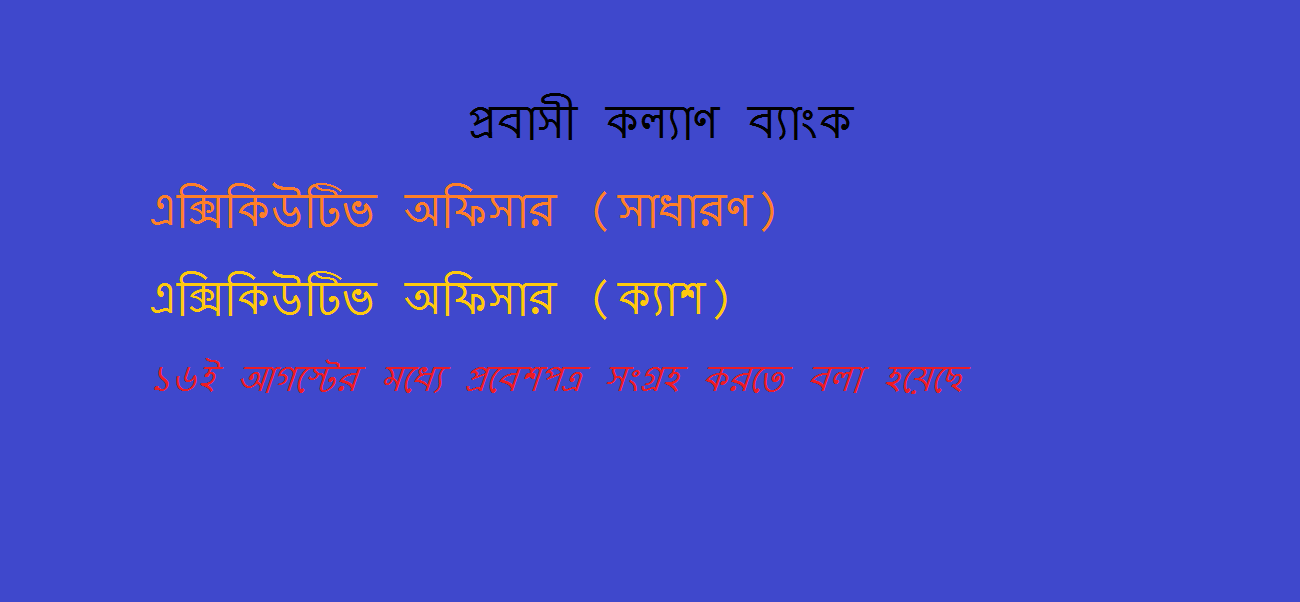 প্রবাসী কল্যাণ ব্যাংক
এক্সিকিউটিভ অফিসার (সাধারণ)
এক্সিকিউটিভ অফিসার (ক্যাশ)
১৬ই আগস্টের মধ্যে প্রবেশপত্র সংগ্রহ করতে বলা হয়েছে